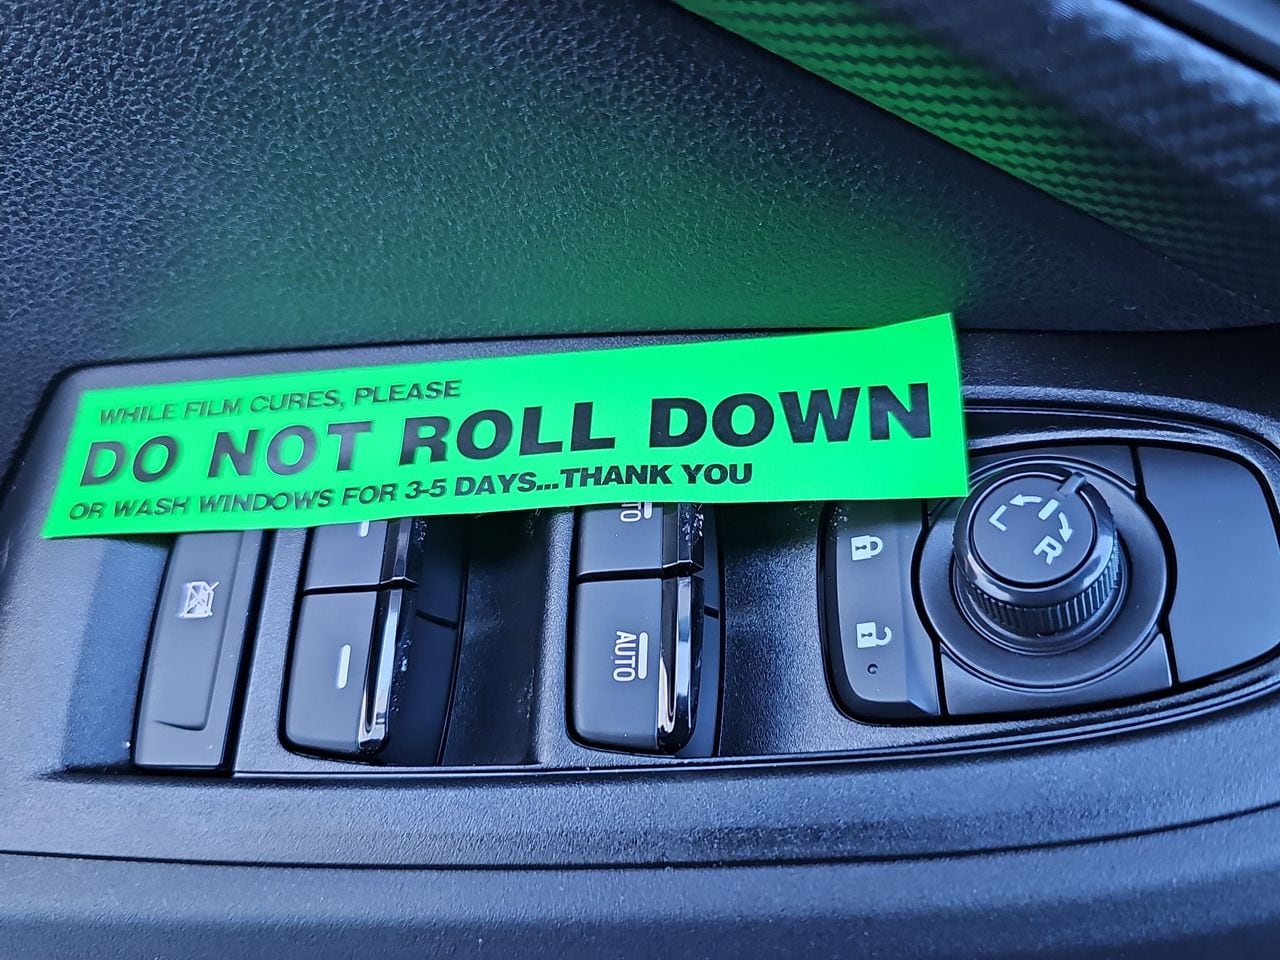 WHILE FILM CURES, PLEASE
DO NOT ROLL DOWN
OR WASH WINDOWS FOR 3-5 DAYS...THANK YOU
AUTO
L
R